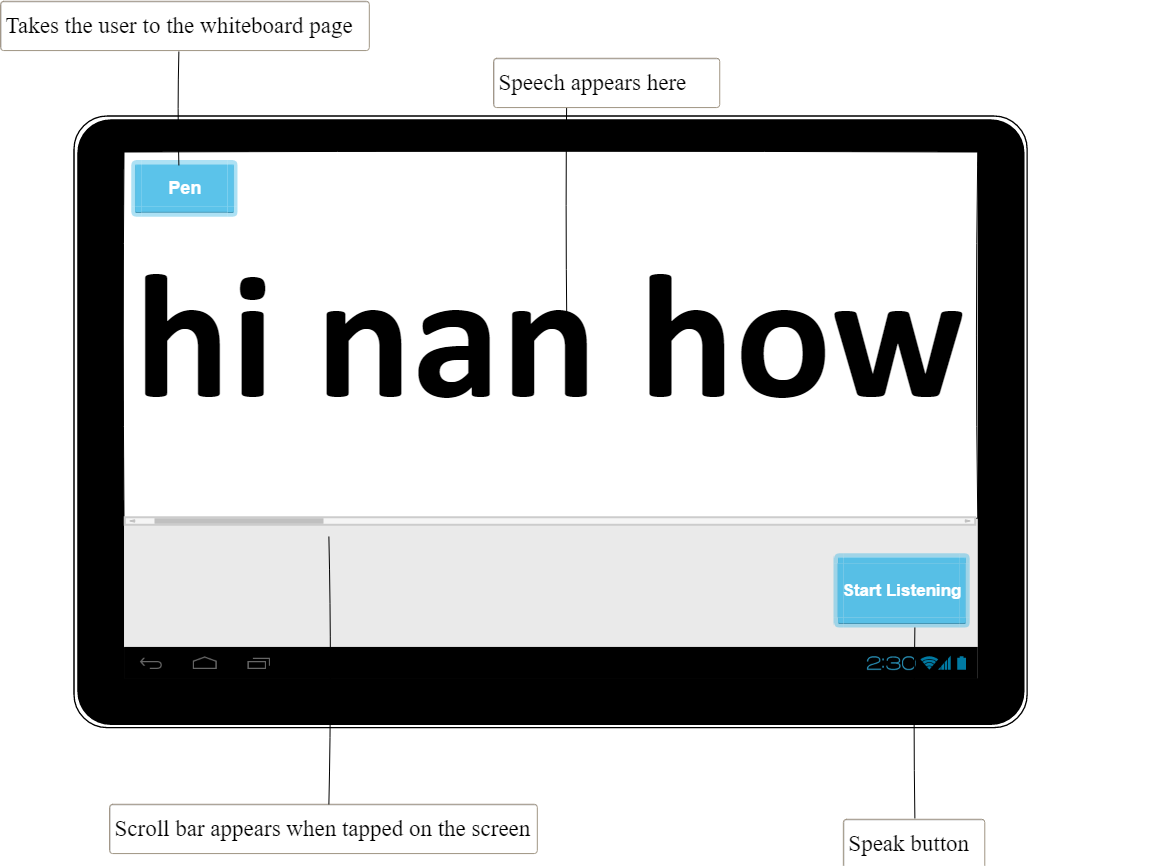 Takes the user to the whiteboard page
Speech appears here
Pen
hi nan how
Start Listening
2:30
Scroll bar appears when tapped on the screen
Speak button